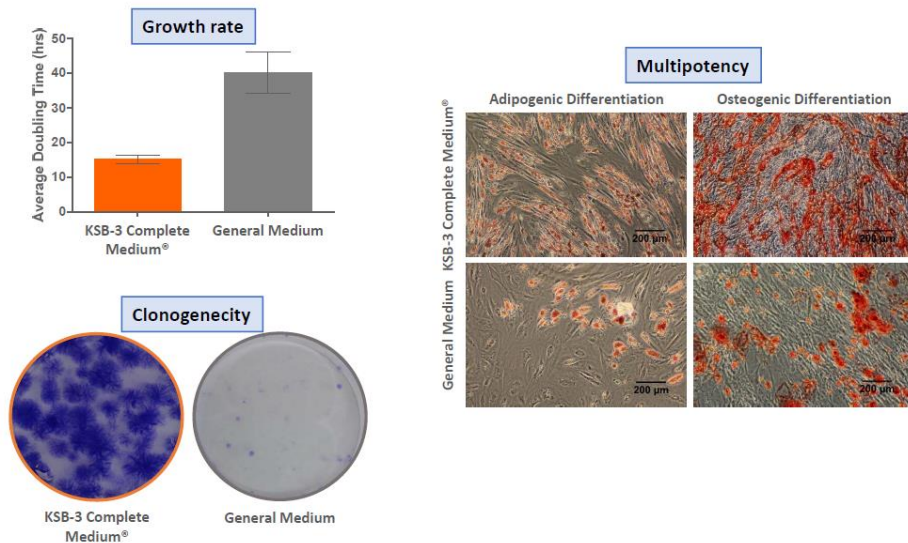 Growth rate
Average Doubling Time (hrs)
50
40
30
20
10
0
KSB-3 Complete
Medium®
General Medium
Clonogenecity
KSB-3 Complete
Medium®
General Medium
Multipotency
Adipogenic Differentiation
Osteogenic Differentiation
KSB-3 Complete Medium®
200 µm
200 µm
General Medium
200 µm
200 µm